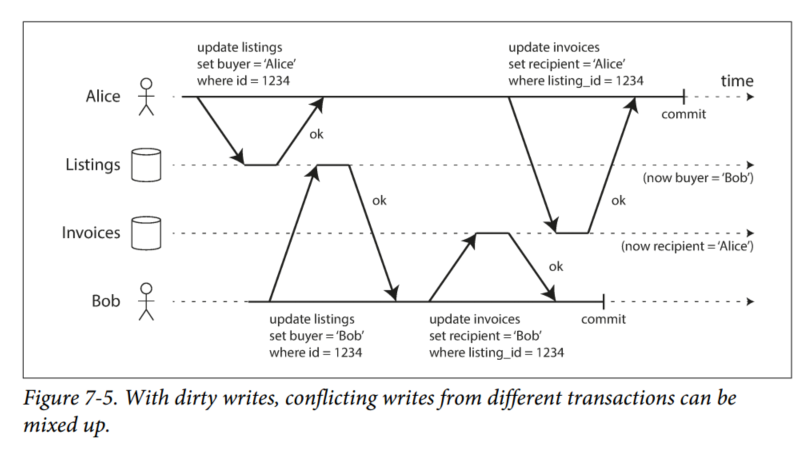 update listings
set buyer = ‘Alice’
where id = 1234
update invoices
set recipient = ‘Alice’
where listing_id = 1234
Alice
time
commit
ok
Listings
(now buyer = ‘Bob’)
ok
ok
Invoices
(now recipient = ‘Alice’)
ok
Bob
update listings
set buyer = ‘Bob’
where id = 1234
update invoices
set recipient = ‘Bob’
where listing_id = 1234
commit
Figure 7-5. With dirty writes, conflicting writes from different transactions can be
mixed up.